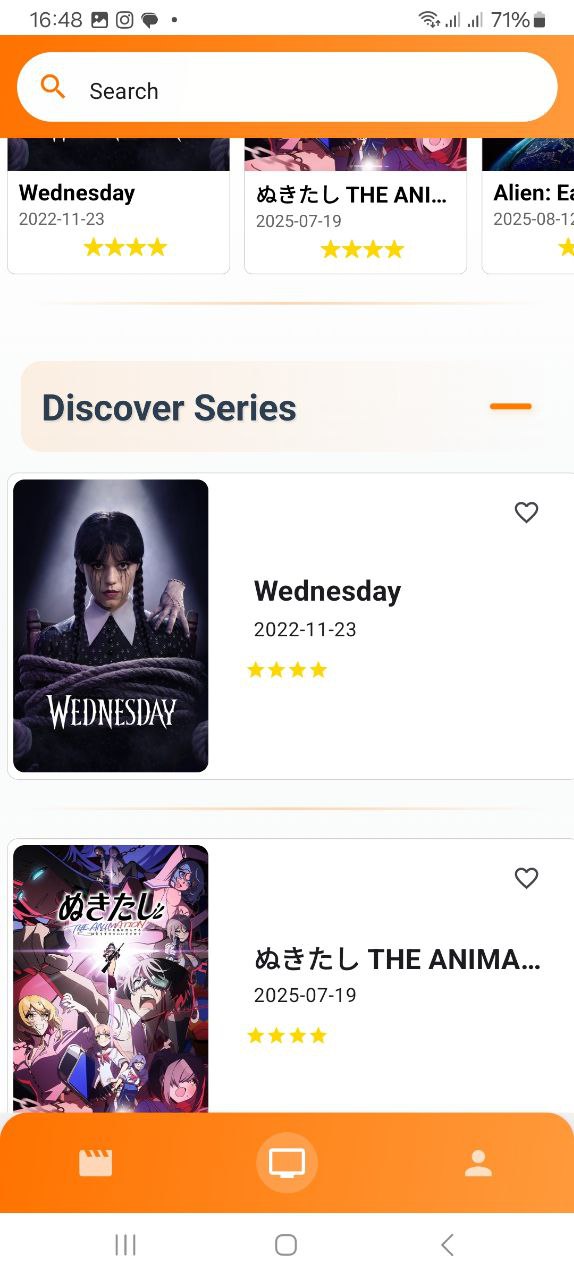 16:48
71%
Search
Wednesday
ぬきたし THE ANI...
Alien: Ea
2022-11-23
2025-07-19
2025-08-12
Discover Series
Wednesday
2022-11-23
WEDNESDAY
ぬきたし
THE ANIMATION
ぬきたし THE ANIMA...
2025-07-19